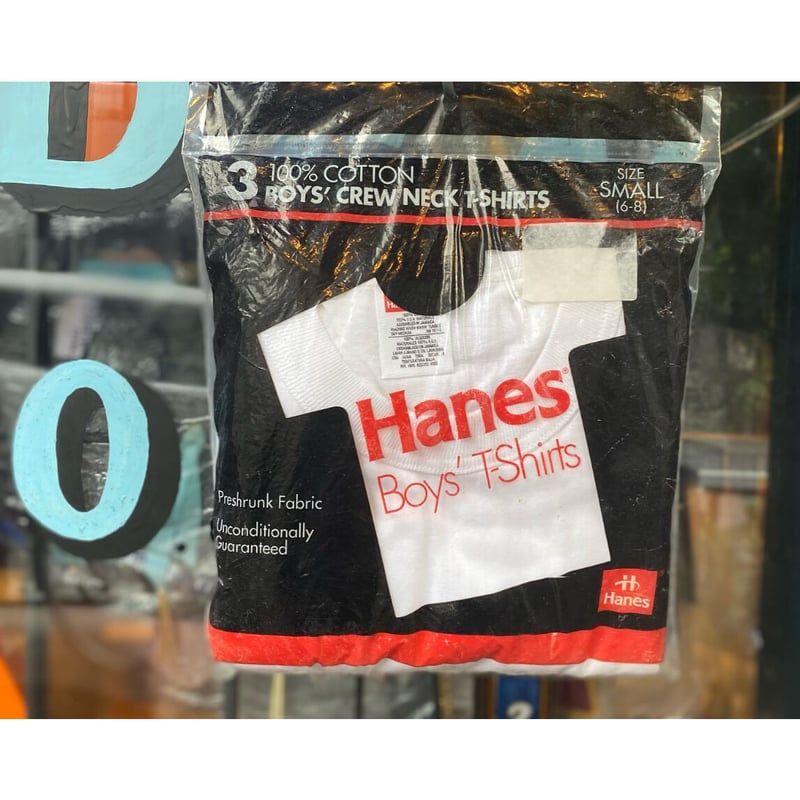 D
O
3 100% COTTON
BOYS' CREW NECK T-SHIRTS
SIZE
SMALL
(6-8)
Hanes®
Boys' T-Shirts
Preshrunk Fabric
Unconditionally
Guaranteed
Hanes
2